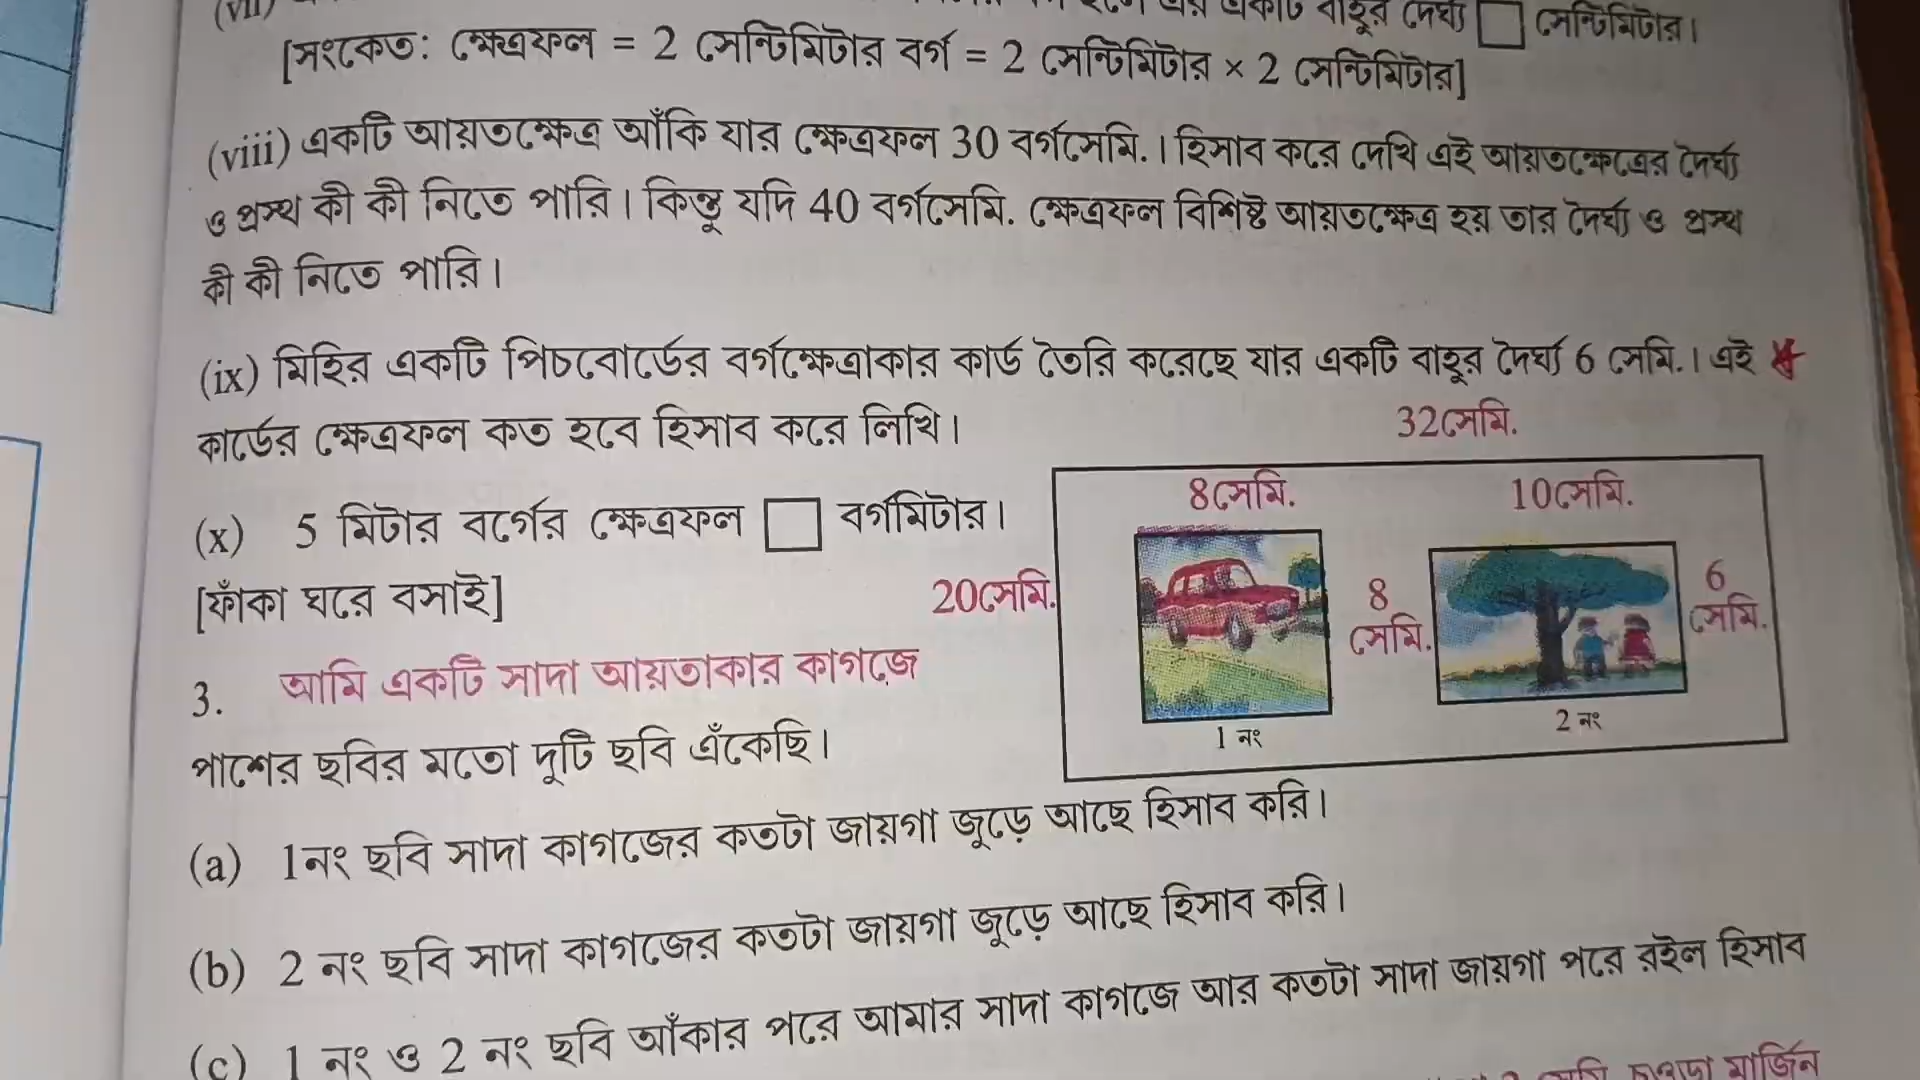 (vii)
একটি বাহুর দৈর্ঘ্য সেন্টিমিটার।
[সংকেত: ক্ষেত্রফল = 2 সেন্টিমিটার বর্গ = 2 সেন্টিমিটার × 2 সেন্টিমিটার]
(viii) একটি আয়তক্ষেত্র আঁকি যার ক্ষেত্রফল 30 বর্গসেমি.। হিসাব করে দেখি এই আয়তক্ষেত্রের দৈর্ঘ্য
ও প্রস্থ কী কী নিতে পারি। কিন্তু যদি 40 বর্গসেমি. ক্ষেত্রফল বিশিষ্ট আয়তক্ষেত্র হয় তার দৈর্ঘ্য ও প্রস্থ
কী কী নিতে পারি।
(ix) মিহির একটি পিচবোর্ডের বর্গক্ষেত্রাকার কার্ড তৈরি করেছে যার একটি বাহুর দৈর্ঘ্য 6 সেমি.। এই
কার্ডের ক্ষেত্রফল কত হবে হিসাব করে লিখি।
32সেমি.
8সেমি.
10সেমি.
(x) 5 মিটার বর্গের ক্ষেত্রফল বর্গমিটার।
[ফাঁকা ঘরে বসাই]
20সেমি.
8
সেমি.
6
সেমি.
1 নং
2 নং
3. আমি একটি সাদা আয়তাকার কাগজে
পাশের ছবির মতো দুটি ছবি এঁকেছি।
(a) 1নং ছবি সাদা কাগজের কতটা জায়গা জুড়ে আছে হিসাব করি।
(b) 2 নং ছবি সাদা কাগজের কতটা জায়গা জুড়ে আছে হিসাব করি।
(c) 1 নং ও 2 নং ছবি আঁকার পরে আমার সাদা কাগজে আর কতটা সাদা জায়গা পরে রইল হিসাব
সেমি চওড়া মার্জিন